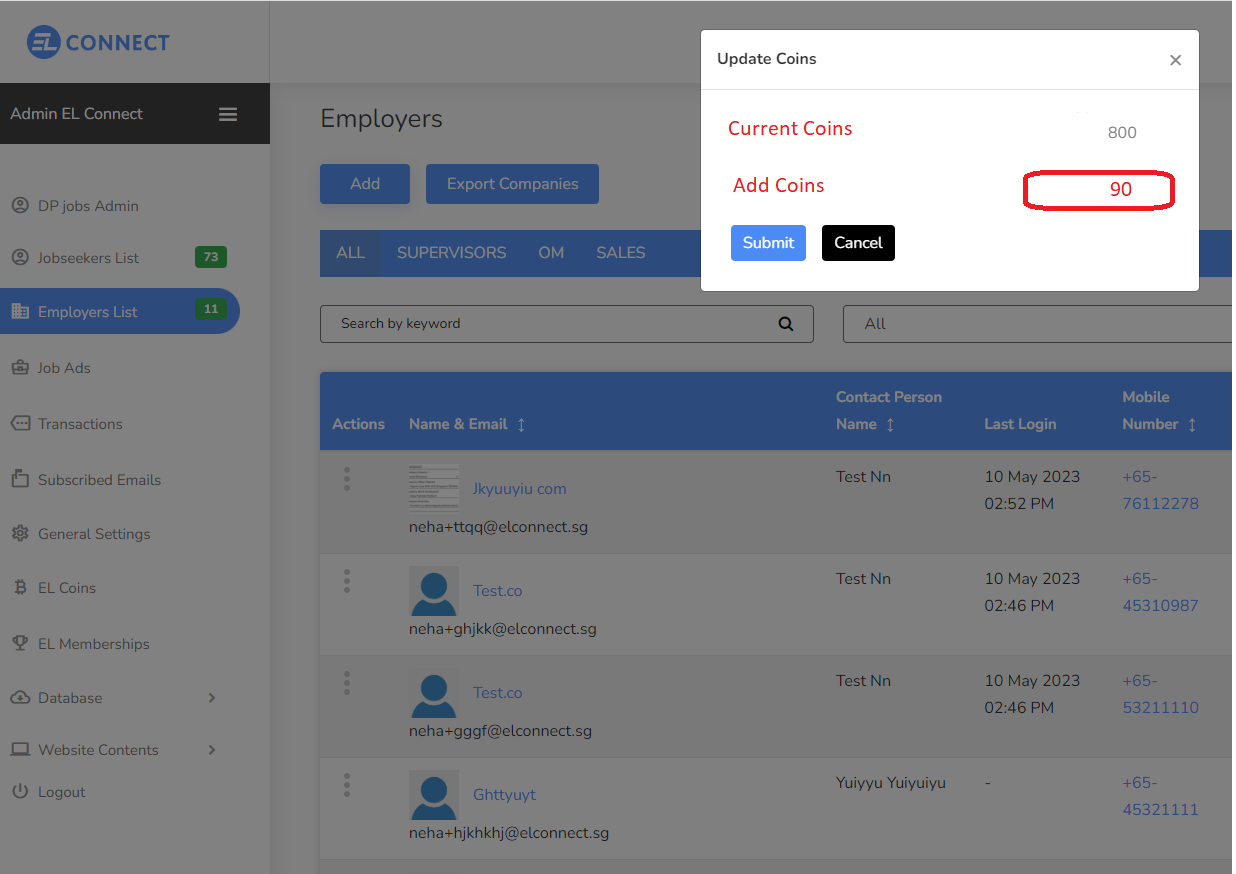 EL CONNECT
Admin EL Connect
DP jobs Admin
Jobseekers List 73
Employers List 11
Job Ads
Transactions
Subscribed Emails
General Settings
EL Coins
EL Memberships
Database
Website Contents
Logout
Update Coins ×
Current Coins 800
Add Coins 90
Submit Cancel
Employers
Add Export Companies
ALL SUPERVISORS OM SALES
Search by keyword All
Actions Name & Email Contact Person Name Last Login Mobile Number
Jkyuuyiu com
neha+ttqq@elconnect.sg
Test Nn
10 May 2023
02:52 PM
+65-
76112278
Test.co
neha+ghjkk@elconnect.sg
Test Nn
10 May 2023
02:46 PM
+65-
45310987
Test.co
neha+gggf@elconnect.sg
Test Nn
10 May 2023
02:46 PM
+65-
53211110
Ghttyuyt
neha+hjkhkhj@elconnect.sg
Yuiyyu Yuiyuiyu
-
+65-
45321111